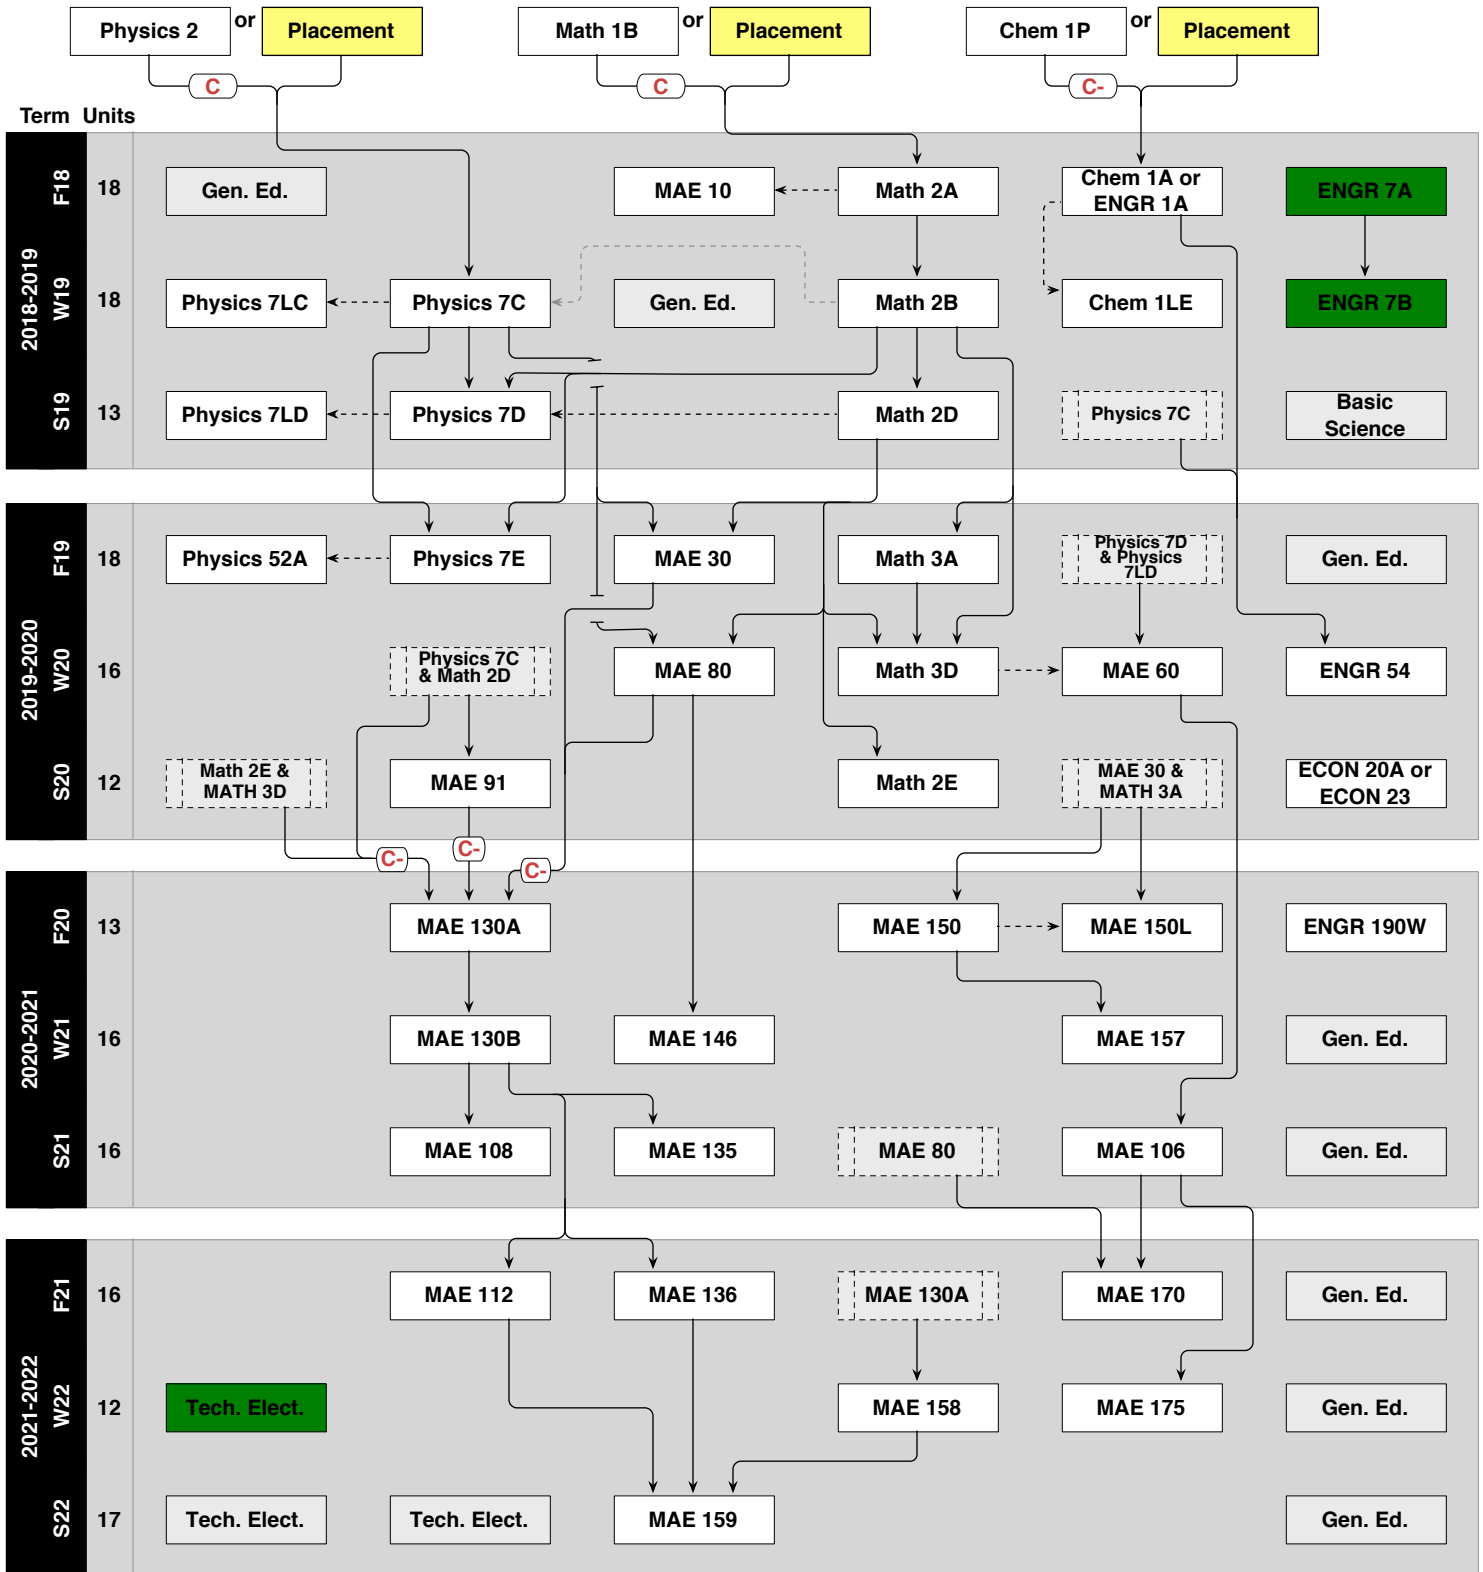 Physics 2 or Placement Math 1B or Placement Chem 1P or Placement
C C C-
Term Units
2018-2019
F18 18 Gen. Ed. MAE 10 Math 2A Chem 1A or
ENGR 1A ENGR 7A
W19 18 Physics 7LC Physics 7C Gen. Ed. Math 2B Chem 1LE ENGR 7B
S19 13 Physics 7LD Physics 7D Math 2D Physics 7C Basic
Science
2019-2020
F19 18 Physics 52A Physics 7E MAE 30 Math 3A Physics 7D
& Physics
7LD Gen. Ed.
W20 16 Physics 7C
& Math 2D MAE 80 Math 3D MAE 60 ENGR 54
S20 12 Math 2E &
MATH 3D MAE 91 Math 2E MAE 30 &
MATH 3A ECON 20A or
ECON 23
C- C- C-
2020-2021
F20 13 MAE 130A MAE 150 MAE 150L ENGR 190W
W21 16 MAE 130B MAE 146 MAE 157 Gen. Ed.
S21 16 MAE 108 MAE 135 MAE 80 MAE 106 Gen. Ed.
2021-2022
F21 16 MAE 112 MAE 136 MAE 130A MAE 170 Gen. Ed.
W22 12 Tech. Elect. MAE 158 MAE 175 Gen. Ed.
S22 17 Tech. Elect. Tech. Elect. MAE 159 Gen. Ed.